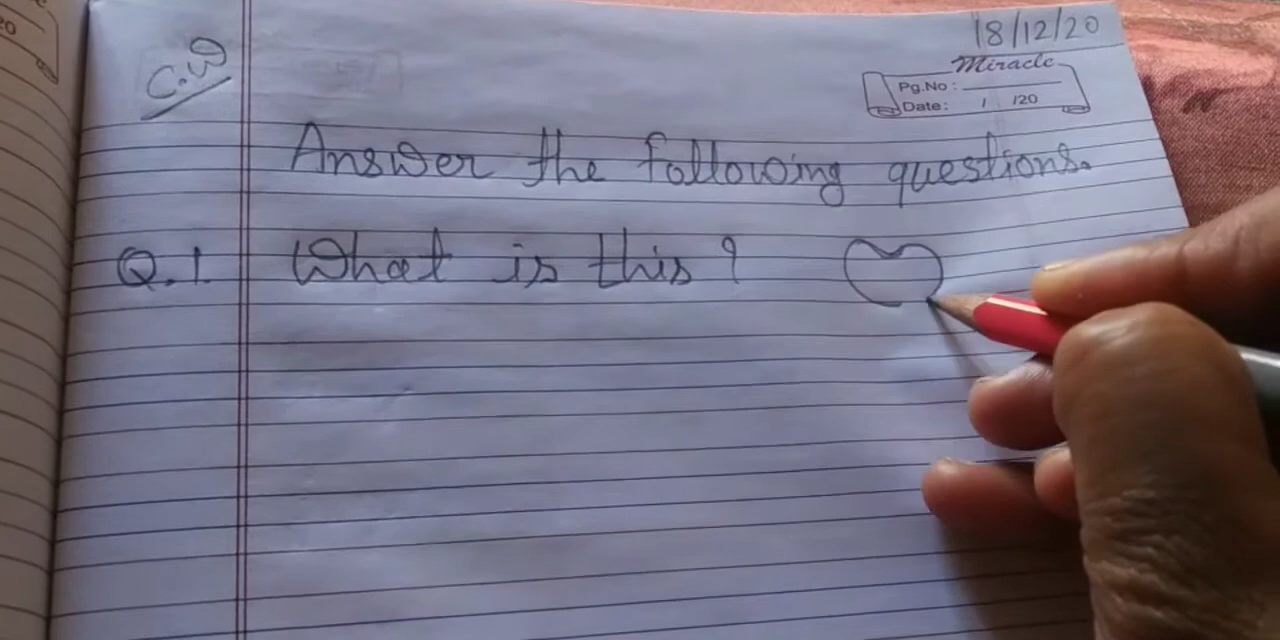 18/12/20
C.W
Miracle
Pg.No :
Date: / /20
Answer the following questions.
Q.1. What is this?